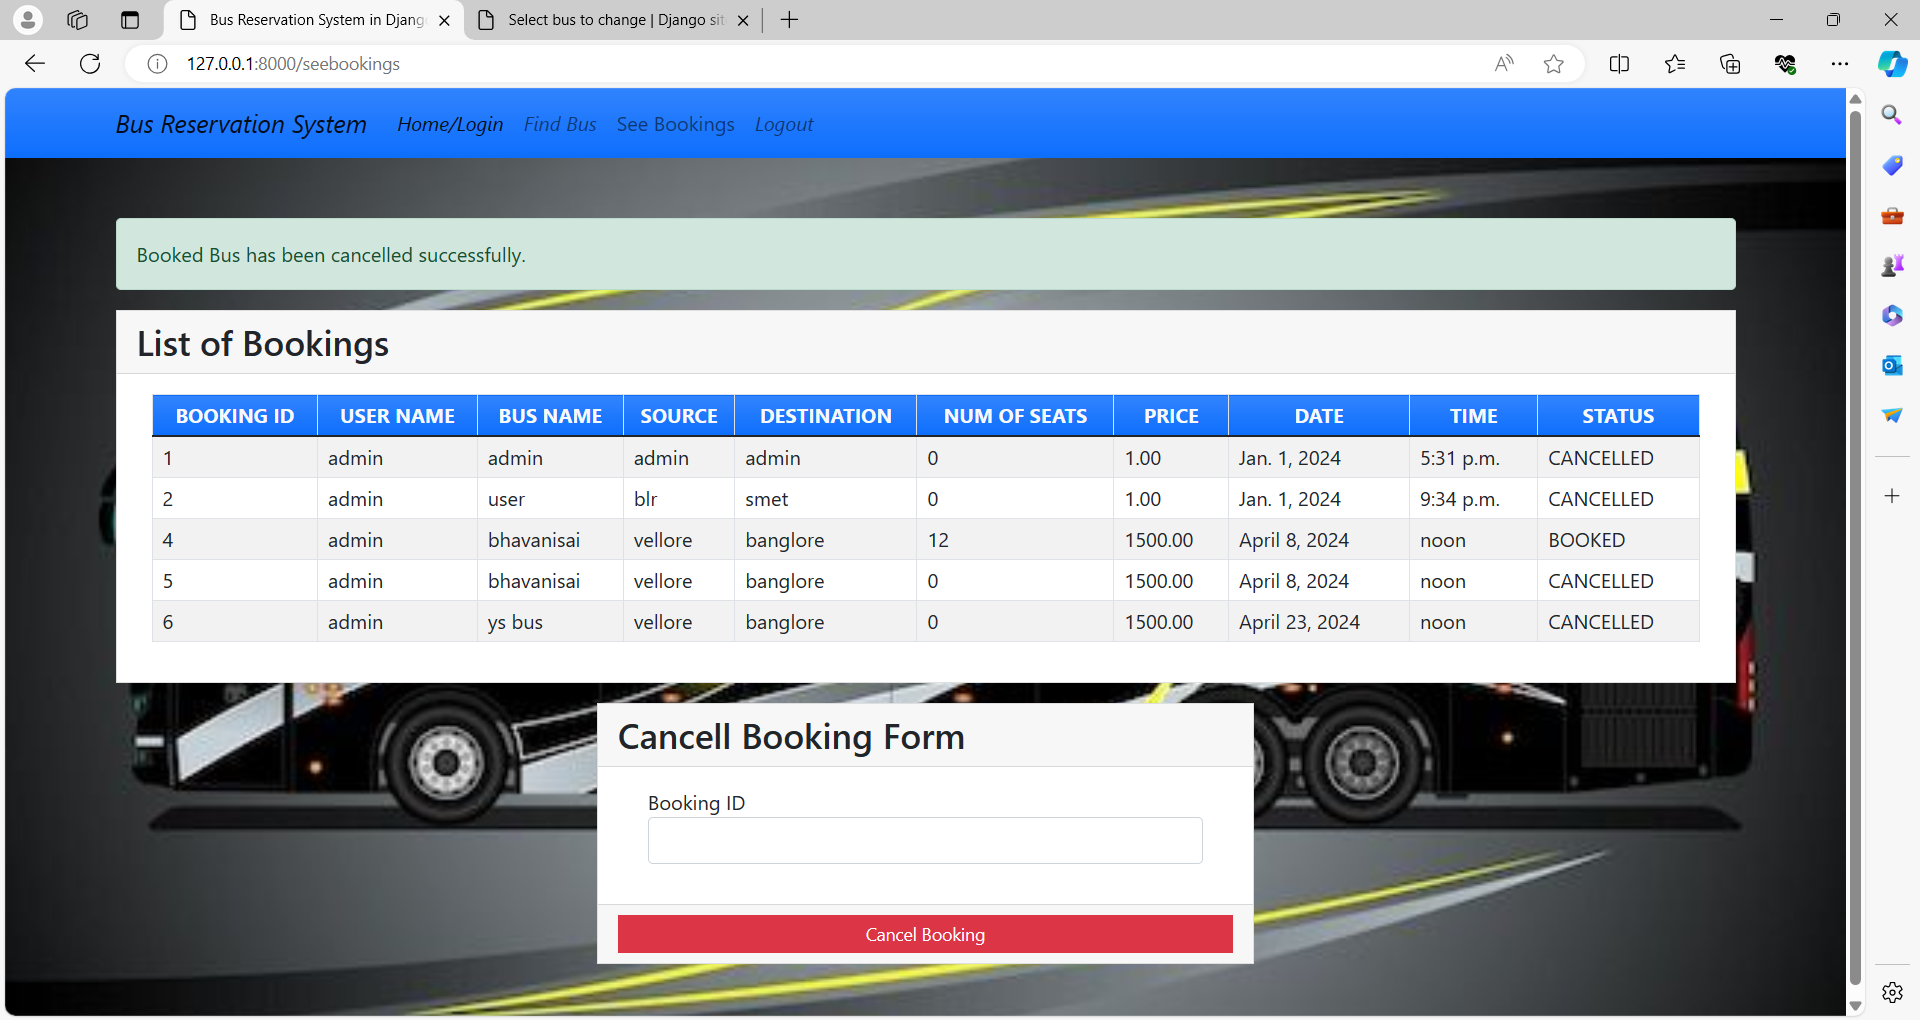 Bus Reservation System in Djang
Select bus to change | Django sit
127.0.0.1:8000/seebookings
Bus Reservation System Home/Login Find Bus See Bookings Logout
Booked Bus has been cancelled successfully.
List of Bookings
BOOKING ID USER NAME BUS NAME SOURCE DESTINATION NUM OF SEATS PRICE DATE TIME STATUS
1 admin admin admin admin 0 1.00 Jan. 1, 2024 5:31 p.m. CANCELLED
2 admin user blr smet 0 1.00 Jan. 1, 2024 9:34 p.m. CANCELLED
4 admin bhavanisai vellore banglore 12 1500.00 April 8, 2024 noon BOOKED
5 admin bhavanisai vellore banglore 0 1500.00 April 8, 2024 noon CANCELLED
6 admin ys bus vellore banglore 0 1500.00 April 23, 2024 noon CANCELLED
Cancell Booking Form
Booking ID
Cancel Booking